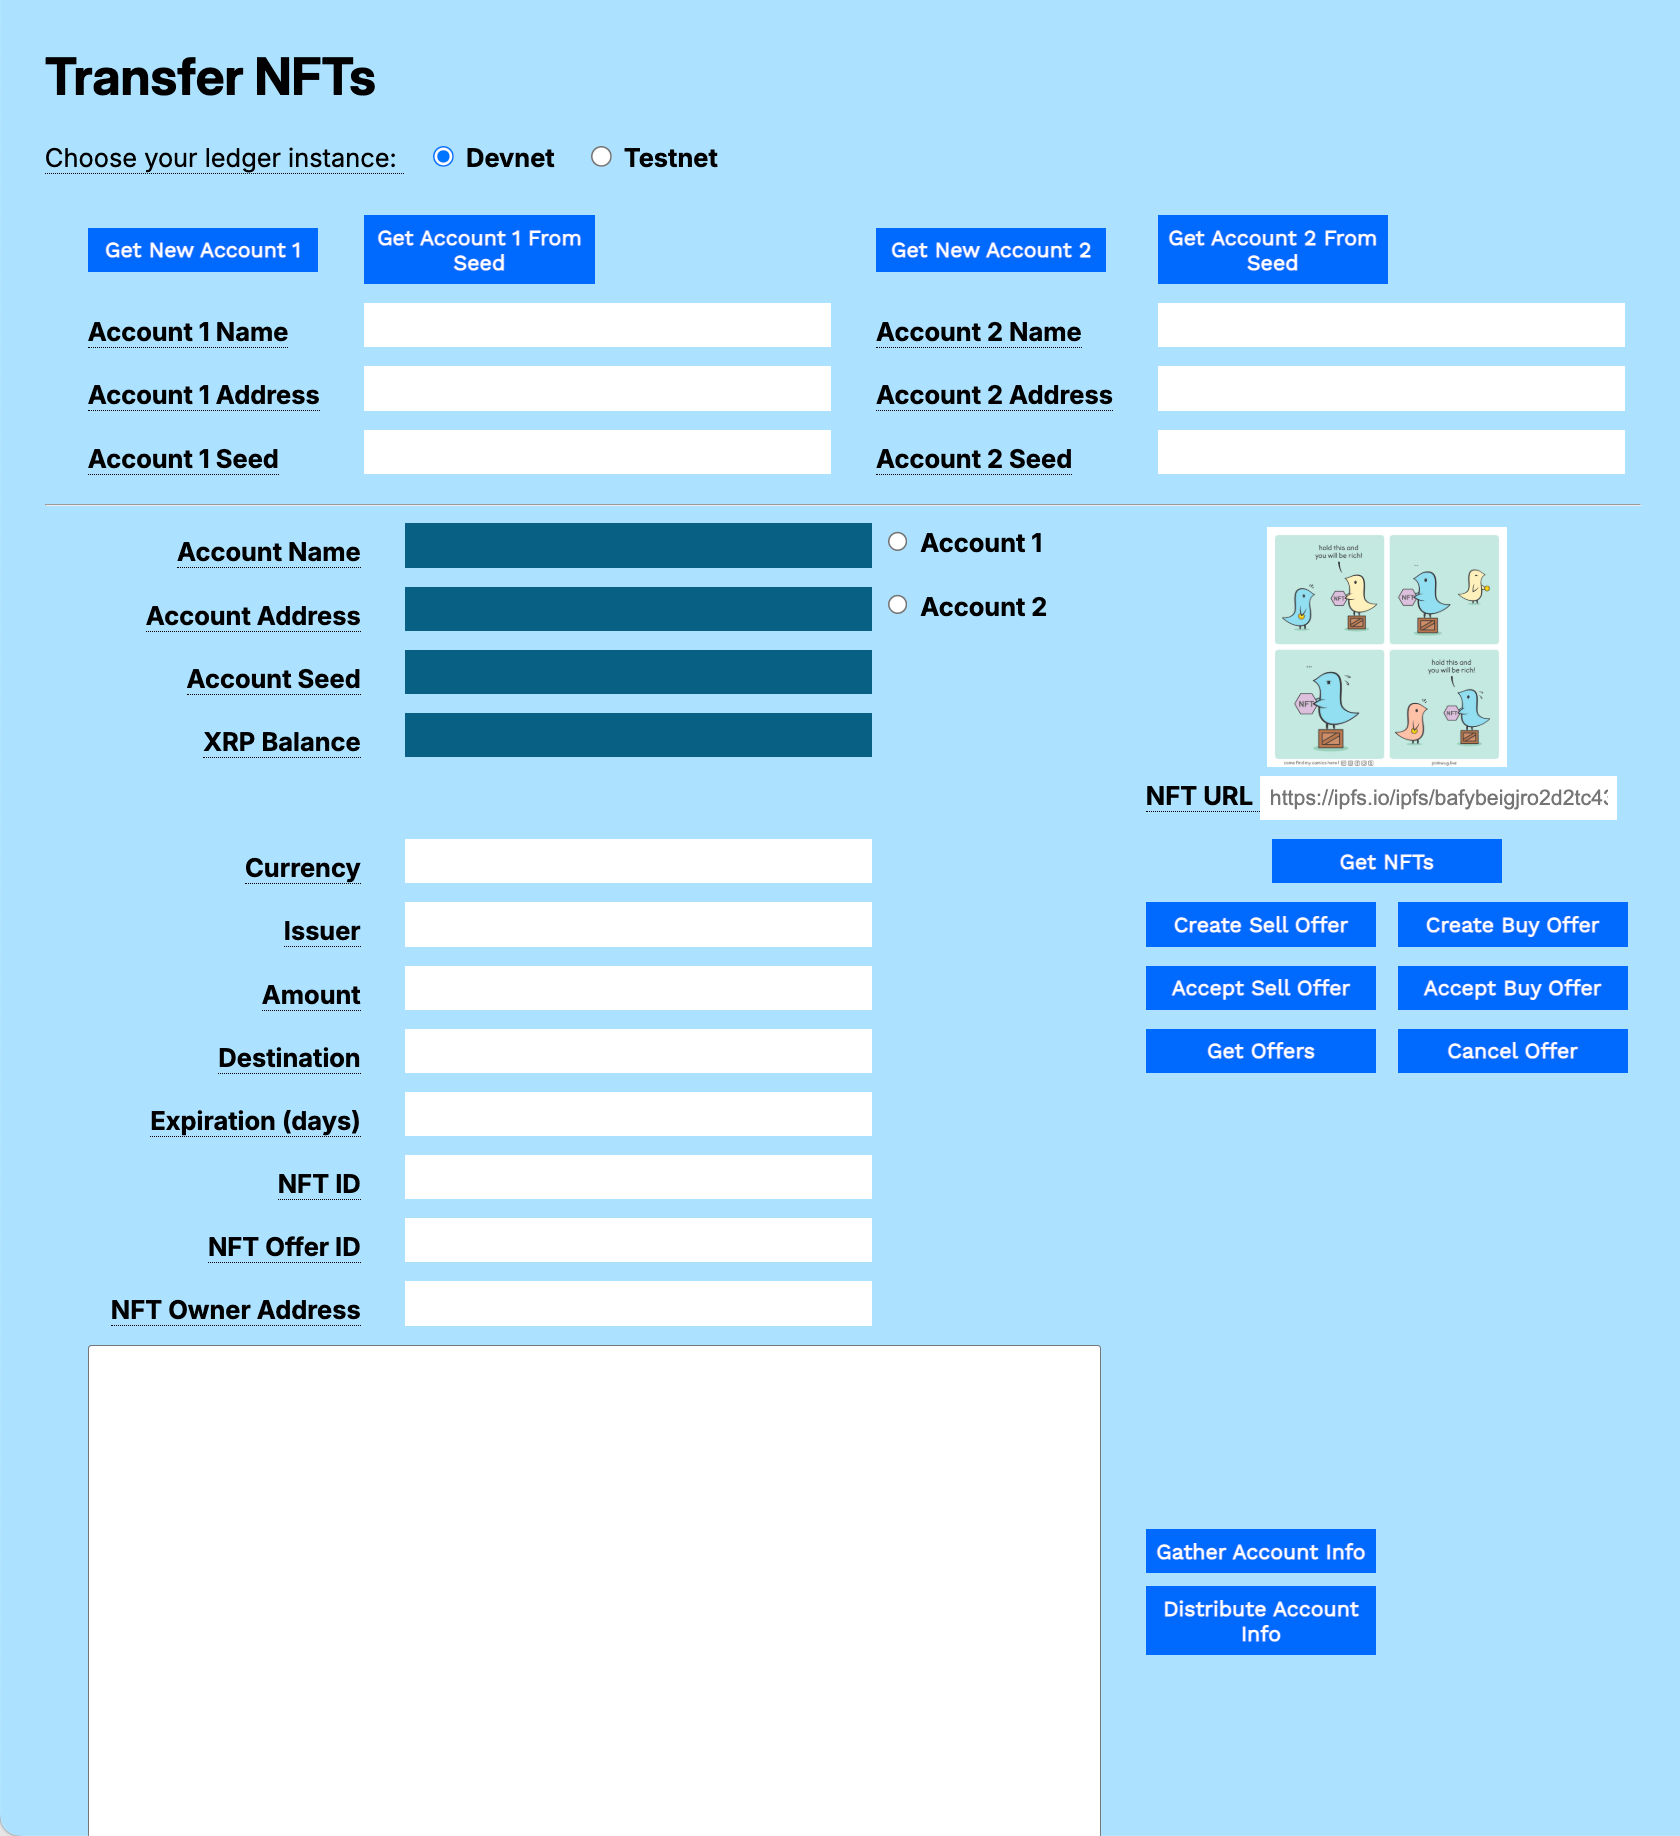 Transfer NFTs
Choose your ledger instance: Devnet Testnet
Get New Account 1
Get Account 1 From
Seed
Get New Account 2
Get Account 2 From
Seed
Account 1 Name
Account 2 Name
Account 1 Address
Account 2 Address
Account 1 Seed
Account 2 Seed
Account Name
Account 1
Account Address
Account 2
Account Seed
XRP Balance
hold this and
you will be rich!
NFT
...
NFT
...
NFT
hold this and
you will be rich!
NFT
NFT URL https://ipfs.io/ipfs/bafybeigjro2d2tc43
Currency
Get NFTs
Issuer
Create Sell Offer
Create Buy Offer
Amount
Accept Sell Offer
Accept Buy Offer
Destination
Get Offers
Cancel Offer
Expiration (days)
NFT ID
NFT Offer ID
NFT Owner Address
Gather Account Info
Distribute Account
Info